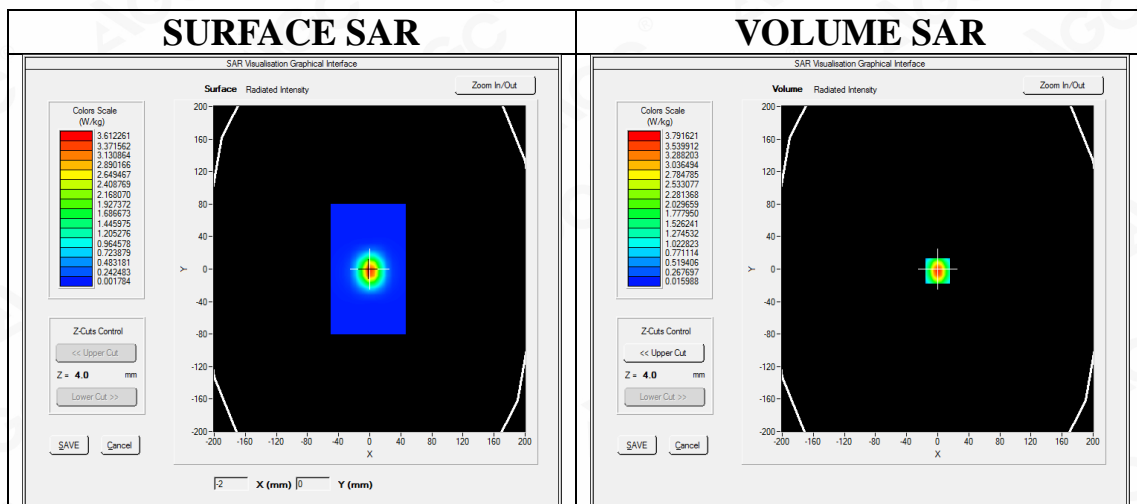 SURFACE SAR
SAR Visualisation Graphical Interface
Surface Radiated Intensity
Zoom In/Out
Colors Scale
(W/kg)
3.612261
3.371562
3.130864
2.890166
2.649467
2.408769
2.168070
1.927372
1.686673
1.445975
1.205276
0.964578
0.723879
0.483181
0.242483
0.001784
Z-Cuts Control
<< Upper Cut
Z = 4.0 mm
Lower Cut >>
SAVE Cancel
200
160
120
80
40
0
-40
-80
-120
-160
-200
Y
-200 -160 -120 -80 -40 0 40 80 120 160 200
X
-2 X (mm) 0 Y (mm)
VOLUME SAR
SAR Visualisation Graphical Interface
Volume Radiated Intensity
Zoom In/Out
Colors Scale
(W/kg)
3.791621
3.539912
3.288203
3.036494
2.784785
2.533077
2.281368
2.029659
1.777950
1.526241
1.274532
1.022823
0.771114
0.519406
0.267697
0.015988
Z-Cuts Control
<< Upper Cut
Z = 4.0 mm
Lower Cut >>
SAVE Cancel
200
160
120
80
40
0
-40
-80
-120
-160
-200
Y
-200 -160 -120 -80 -40 0 40 80 120 160 200
X